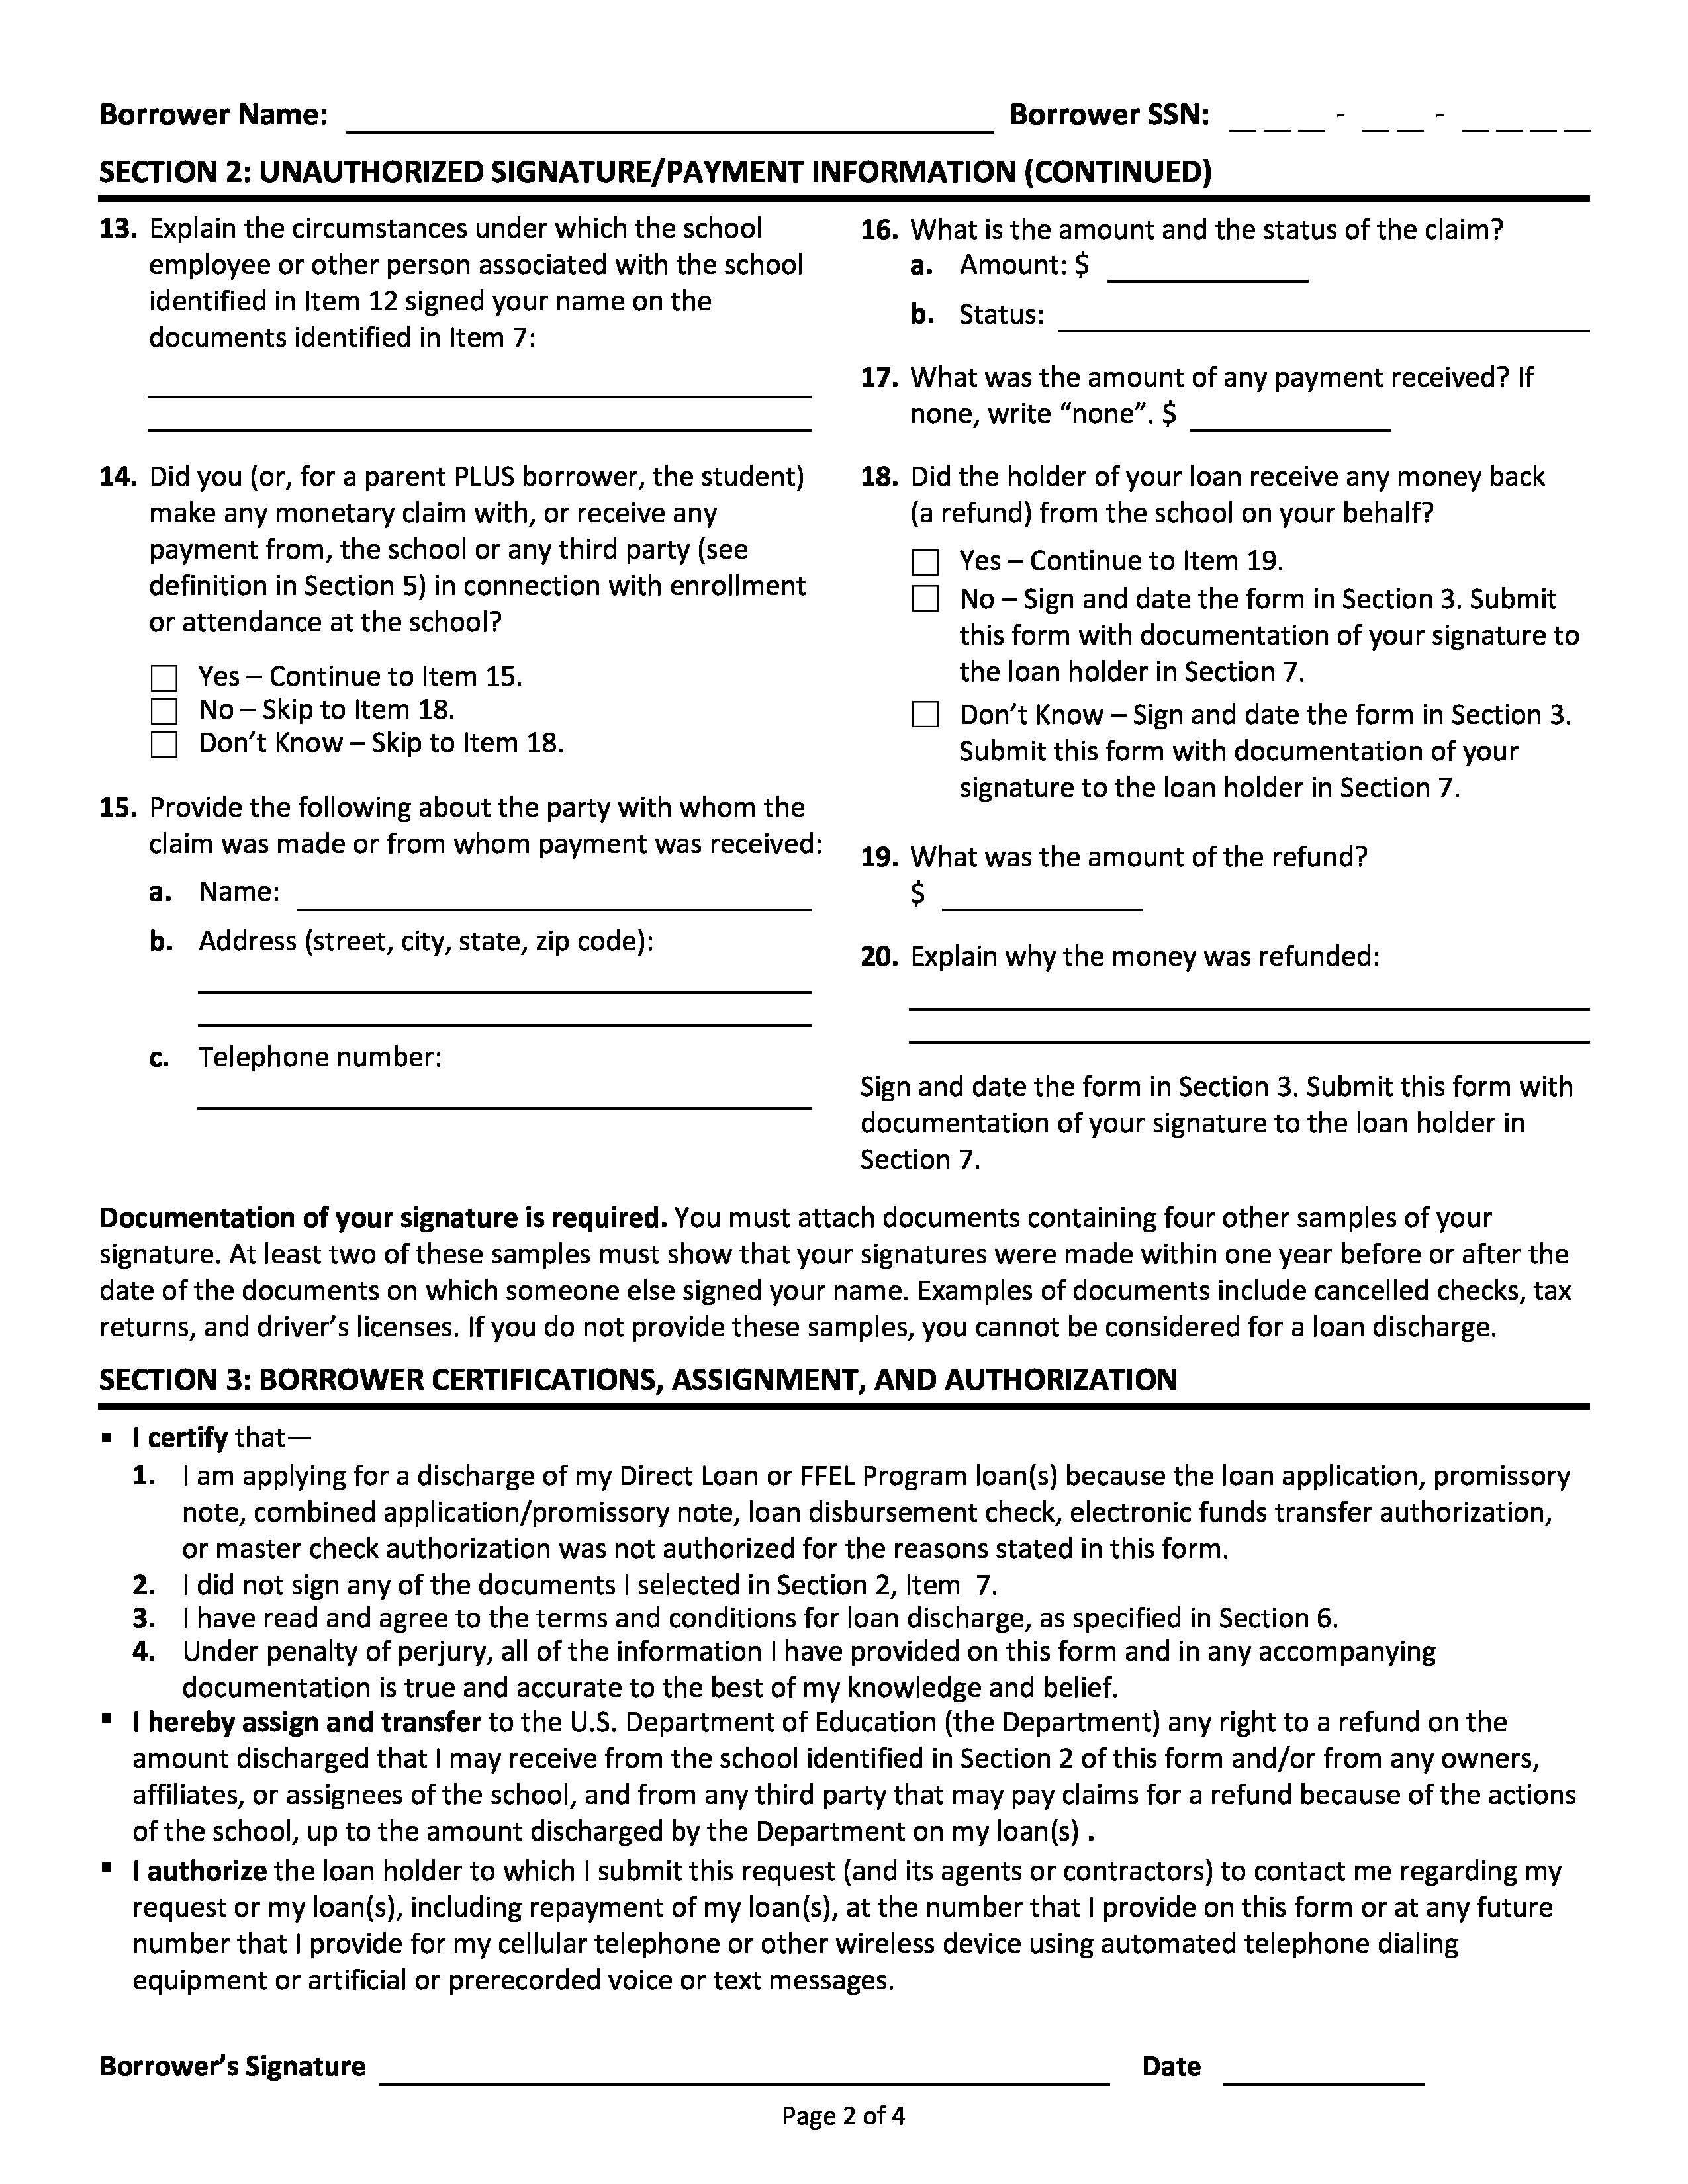 Borrower Name: Borrower SSN: - -
SECTION 2: UNAUTHORIZED SIGNATURE/PAYMENT INFORMATION (CONTINUED)
13. Explain the circumstances under which the school
employee or other person associated with the school
identified in Item 12 signed your name on the
documents identified in Item 7:
14. Did you (or, for a parent PLUS borrower, the student)
make any monetary claim with, or receive any
payment from, the school or any third party (see
definition in Section 5) in connection with enrollment
or attendance at the school?
Yes – Continue to Item 15.
No – Skip to Item 18.
Don’t Know – Skip to Item 18.
15. Provide the following about the party with whom the
claim was made or from whom payment was received:
a. Name:
b. Address (street, city, state, zip code):
c. Telephone number:
16. What is the amount and the status of the claim?
a. Amount: $
b. Status:
17. What was the amount of any payment received? If
none, write “none”. $
18. Did the holder of your loan receive any money back
(a refund) from the school on your behalf?
Yes – Continue to Item 19.
No – Sign and date the form in Section 3. Submit
this form with documentation of your signature to
the loan holder in Section 7.
Don’t Know – Sign and date the form in Section 3.
Submit this form with documentation of your
signature to the loan holder in Section 7.
19. What was the amount of the refund?
$
20. Explain why the money was refunded:
Sign and date the form in Section 3. Submit this form with
documentation of your signature to the loan holder in
Section 7.
Documentation of your signature is required. You must attach documents containing four other samples of your
signature. At least two of these samples must show that your signatures were made within one year before or after the
date of the documents on which someone else signed your name. Examples of documents include cancelled checks, tax
returns, and driver’s licenses. If you do not provide these samples, you cannot be considered for a loan discharge.
SECTION 3: BORROWER CERTIFICATIONS, ASSIGNMENT, AND AUTHORIZATION
▪ I certify that—
1. I am applying for a discharge of my Direct Loan or FFEL Program loan(s) because the loan application, promissory
note, combined application/promissory note, loan disbursement check, electronic funds transfer authorization,
or master check authorization was not authorized for the reasons stated in this form.
2. I did not sign any of the documents I selected in Section 2, Item 7.
3. I have read and agree to the terms and conditions for loan discharge, as specified in Section 6.
4. Under penalty of perjury, all of the information I have provided on this form and in any accompanying
documentation is true and accurate to the best of my knowledge and belief.
▪ I hereby assign and transfer to the U.S. Department of Education (the Department) any right to a refund on the
amount discharged that I may receive from the school identified in Section 2 of this form and/or from any owners,
affiliates, or assignees of the school, and from any third party that may pay claims for a refund because of the actions
of the school, up to the amount discharged by the Department on my loan(s) .
▪ I authorize the loan holder to which I submit this request (and its agents or contractors) to contact me regarding my
request or my loan(s), including repayment of my loan(s), at the number that I provide on this form or at any future
number that I provide for my cellular telephone or other wireless device using automated telephone dialing
equipment or artificial or prerecorded voice or text messages.
Borrower’s Signature Date
Page 2 of 4